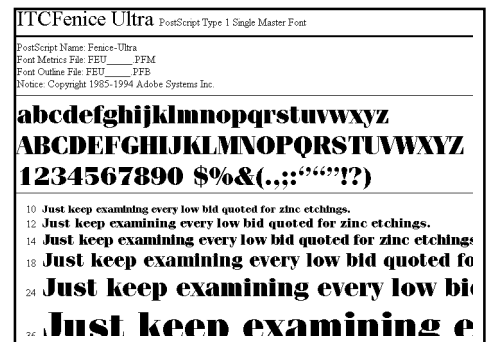 ITCFenice Ultra PostScript Type 1 Single Master Font
PostScript Name: Fenice-Ultra
Font Metrics File: FEU_____.PFM
Font Outline File: FEU_____.PFB
Notice: Copyright 1985-1994 Adobe Systems Inc.
abcdefghijklmnopqrstuvwxyz
ABCDEFGHIJKLMNOPQRSTUVWXYZ
1234567890 $%&(.,;:‘’“”!?)
10 Just keep examining every low bid quoted for zinc etchings.
12 Just keep examining every low bid quoted for zinc etchings.
14 Just keep examining every low bid quoted for zinc etchings
18 Just keep examining every low bid quoted fo
24 Just keep examining every low bi
36 Just keep examining e